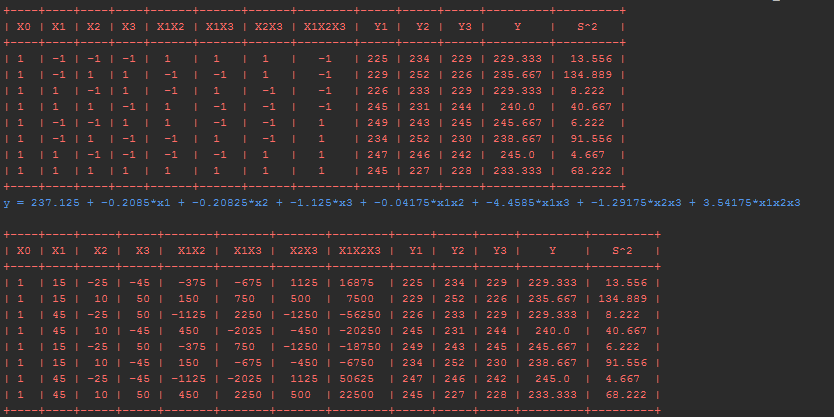 +----+----+----+----+------+------+------+--------+-----+-----+-----+---------+---------+
| X0 | X1 | X2 | X3 | X1X2 | X1X3 | X2X3 | X1X2X3 | Y1 | Y2 | Y3 | Y | S^2 |
+----+----+----+----+------+------+------+--------+-----+-----+-----+---------+---------+
| 1 | -1 | -1 | -1 | 1 | 1 | 1 | -1 | 225 | 234 | 229 | 229.333 | 13.556 |
| 1 | -1 | 1 | 1 | -1 | -1 | 1 | -1 | 229 | 252 | 226 | 235.667 | 134.889 |
| 1 | 1 | -1 | 1 | -1 | 1 | -1 | -1 | 226 | 233 | 229 | 229.333 | 8.222 |
| 1 | 1 | 1 | -1 | 1 | -1 | -1 | -1 | 245 | 231 | 244 | 240.0 | 40.667 |
| 1 | -1 | -1 | 1 | 1 | -1 | -1 | 1 | 249 | 243 | 245 | 245.667 | 6.222 |
| 1 | -1 | 1 | -1 | -1 | 1 | -1 | 1 | 234 | 252 | 230 | 238.667 | 91.556 |
| 1 | 1 | -1 | -1 | -1 | -1 | 1 | 1 | 247 | 246 | 242 | 245.0 | 4.667 |
| 1 | 1 | 1 | 1 | 1 | 1 | 1 | 1 | 245 | 227 | 228 | 233.333 | 68.222 |
+----+----+----+----+------+------+------+--------+-----+-----+-----+---------+---------+
y = 237.125 + -0.2085*x1 + -0.20825*x2 + -1.125*x3 + -0.04175*x1x2 + -4.4585*x1x3 + -1.29175*x2x3 + 3.54175*x1x2x3
+----+----+-----+-----+-------+-------+-------+--------+-----+-----+-----+---------+---------+
| X0 | X1 | X2 | X3 | X1X2 | X1X3 | X2X3 | X1X2X3 | Y1 | Y2 | Y3 | Y | S^2 |
+----+----+-----+-----+-------+-------+-------+--------+-----+-----+-----+---------+---------+
| 1 | 15 | -25 | -45 | -375 | -675 | 1125 | 16875 | 225 | 234 | 229 | 229.333 | 13.556 |
| 1 | 15 | 10 | 50 | 150 | 750 | 500 | 7500 | 229 | 252 | 226 | 235.667 | 134.889 |
| 1 | 45 | -25 | 50 | -1125 | 2250 | -1250 | -56250 | 226 | 233 | 229 | 229.333 | 8.222 |
| 1 | 45 | 10 | -45 | 450 | -2025 | -450 | -20250 | 245 | 231 | 244 | 240.0 | 40.667 |
| 1 | 15 | -25 | 50 | -375 | 750 | -1250 | -18750 | 249 | 243 | 245 | 245.667 | 6.222 |
| 1 | 15 | 10 | -45 | 150 | -675 | -450 | -6750 | 234 | 252 | 230 | 238.667 | 91.556 |
| 1 | 45 | -25 | -45 | -1125 | -2025 | 1125 | 50625 | 247 | 246 | 242 | 245.0 | 4.667 |
| 1 | 45 | 10 | 50 | 450 | 2250 | 500 | 22500 | 245 | 227 | 228 | 233.333 | 68.222 |
+----+----+-----+-----+-------+-------+-------+--------+-----+-----+-----+---------+---------+